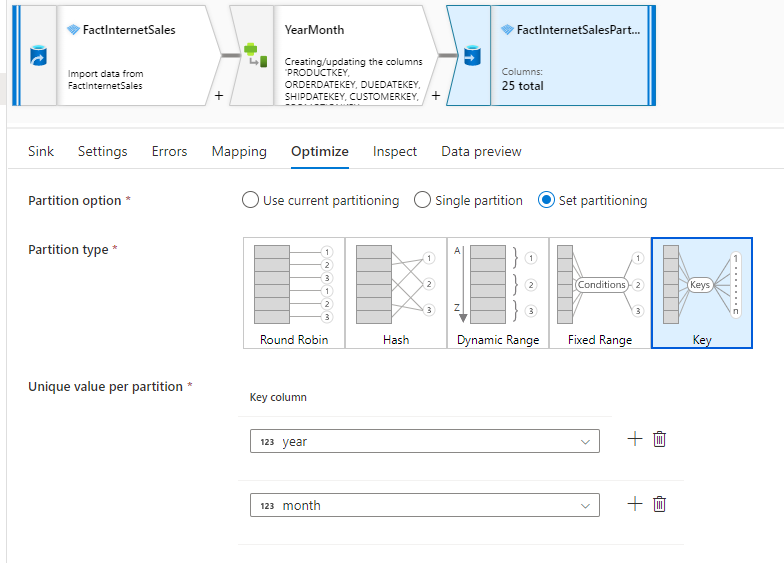 FactInternetSales
Import data from
FactInternetSales
+
YearMonth
Creating/updating the columns
'PRODUCTKEY,
ORDERDATEKEY, DUEDATEKEY,
SHIPDATEKEY, CUSTOMERKEY,
+
FactInternetSalesPart...
Columns:
25 total
Sink Settings Errors Mapping Optimize Inspect Data preview
Partition option * Use current partitioning Single partition Set partitioning
Partition type *
1
2
3
1
2
3
Round Robin
1
2
3
Hash
A
Z
1
2
3
Dynamic Range
Conditions
1
2
3
Fixed Range
Keys
1
n
Key
Unique value per partition *
Key column
123 year
123 month